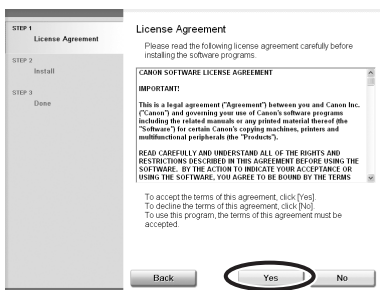 STEP 1
License Agreement
STEP 2
Install
STEP 3
Done
License Agreement
Please read the following license agreement carefully before
installing the software programs.
CANON SOFTWARE LICENSE AGREEMENT
IMPORTANT!
This is a legal agreement ("Agreement") between you and Canon Inc.
("Canon") and governing your use of Canon's software programs
including the related manuals or any printed material thereof (the
"Software") for certain Canon's copying machines, printers and
multifunctional peripherals (the "Products").
READ CAREFULLY AND UNDERSTAND ALL OF THE RIGHTS AND
RESTRICTIONS DESCRIBED IN THIS AGREEMENT BEFORE USING THE
SOFTWARE. BY THE ACTION TO INDICATE YOUR ACCEPTANCE OR
USING THE SOFTWARE, YOU AGREE TO BE BOUND BY THE TERMS
To accept the terms of this agreement, click [Yes].
To decline the terms of this agreement, click [No].
To use this program, the terms of this agreement must be
accepted.
Back Yes No